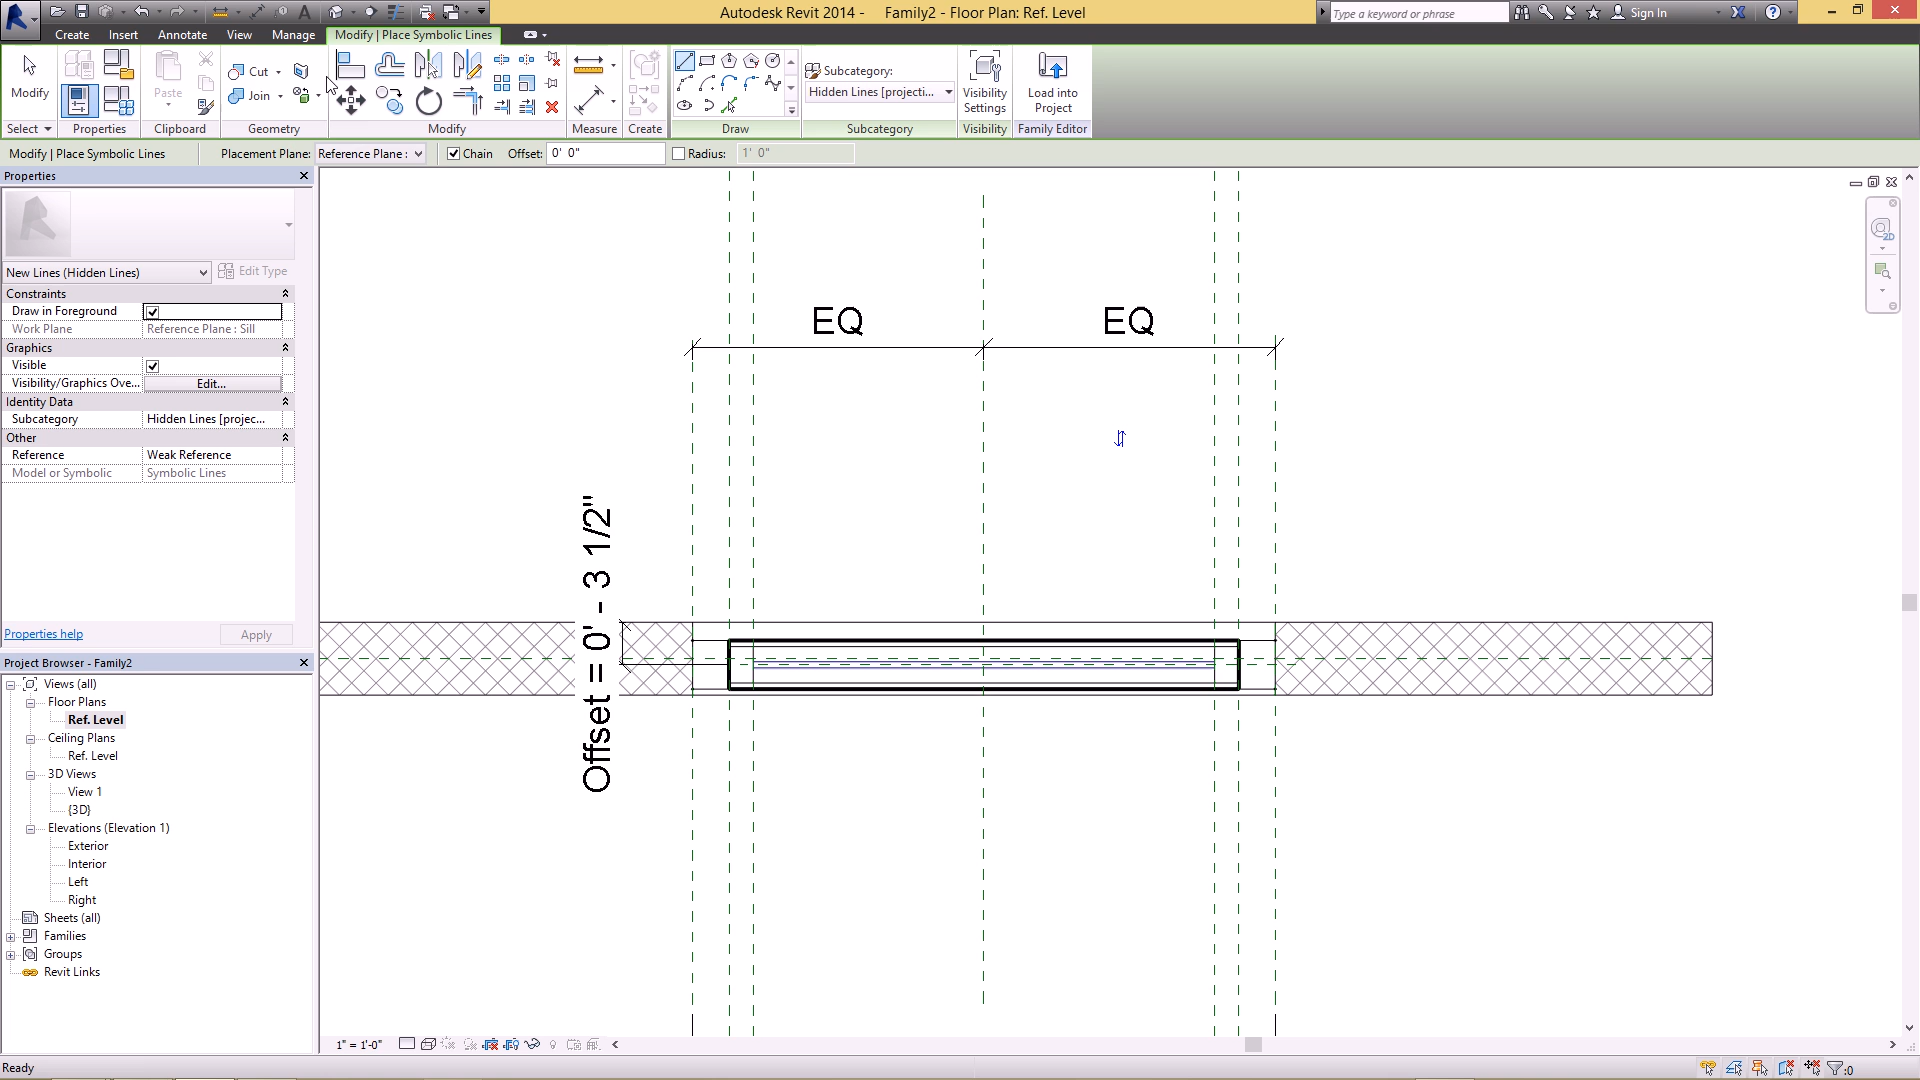 Autodesk Revit 2014 - Family2 - Floor Plan: Ref. Level
Type a keyword or phrase
Sign In
Create Insert Annotate View Manage Modify | Place Symbolic Lines
Modify
Cut
Join
Paste
Subcategory:
Hidden Lines [projecti...
Visibility
Settings
Load into
Project
Select Properties Clipboard Geometry Modify Measure Create Draw Subcategory Visibility Family Editor
Modify | Place Symbolic Lines Placement Plane: Reference Plane : Chain Offset: 0' 0" Radius: 1' 0"
Properties
New Lines (Hidden Lines) Edit Type
Constraints
Draw in Foreground
Work Plane Reference Plane : Sill
Graphics
Visible
Visibility/Graphics Ove... Edit...
Identity Data
Subcategory Hidden Lines [projec...
Other
Reference Weak Reference
Model or Symbolic Symbolic Lines
Properties help Apply
Project Browser - Family2
Views (all)
Floor Plans
Ref. Level
Ceiling Plans
Ref. Level
3D Views
View 1
{3D}
Elevations (Elevation 1)
Exterior
Interior
Left
Right
Sheets (all)
Families
Groups
Revit Links
EQ EQ
Offset = 0' - 3 1/2"
2D
1" = 1'-0"
Ready
:0